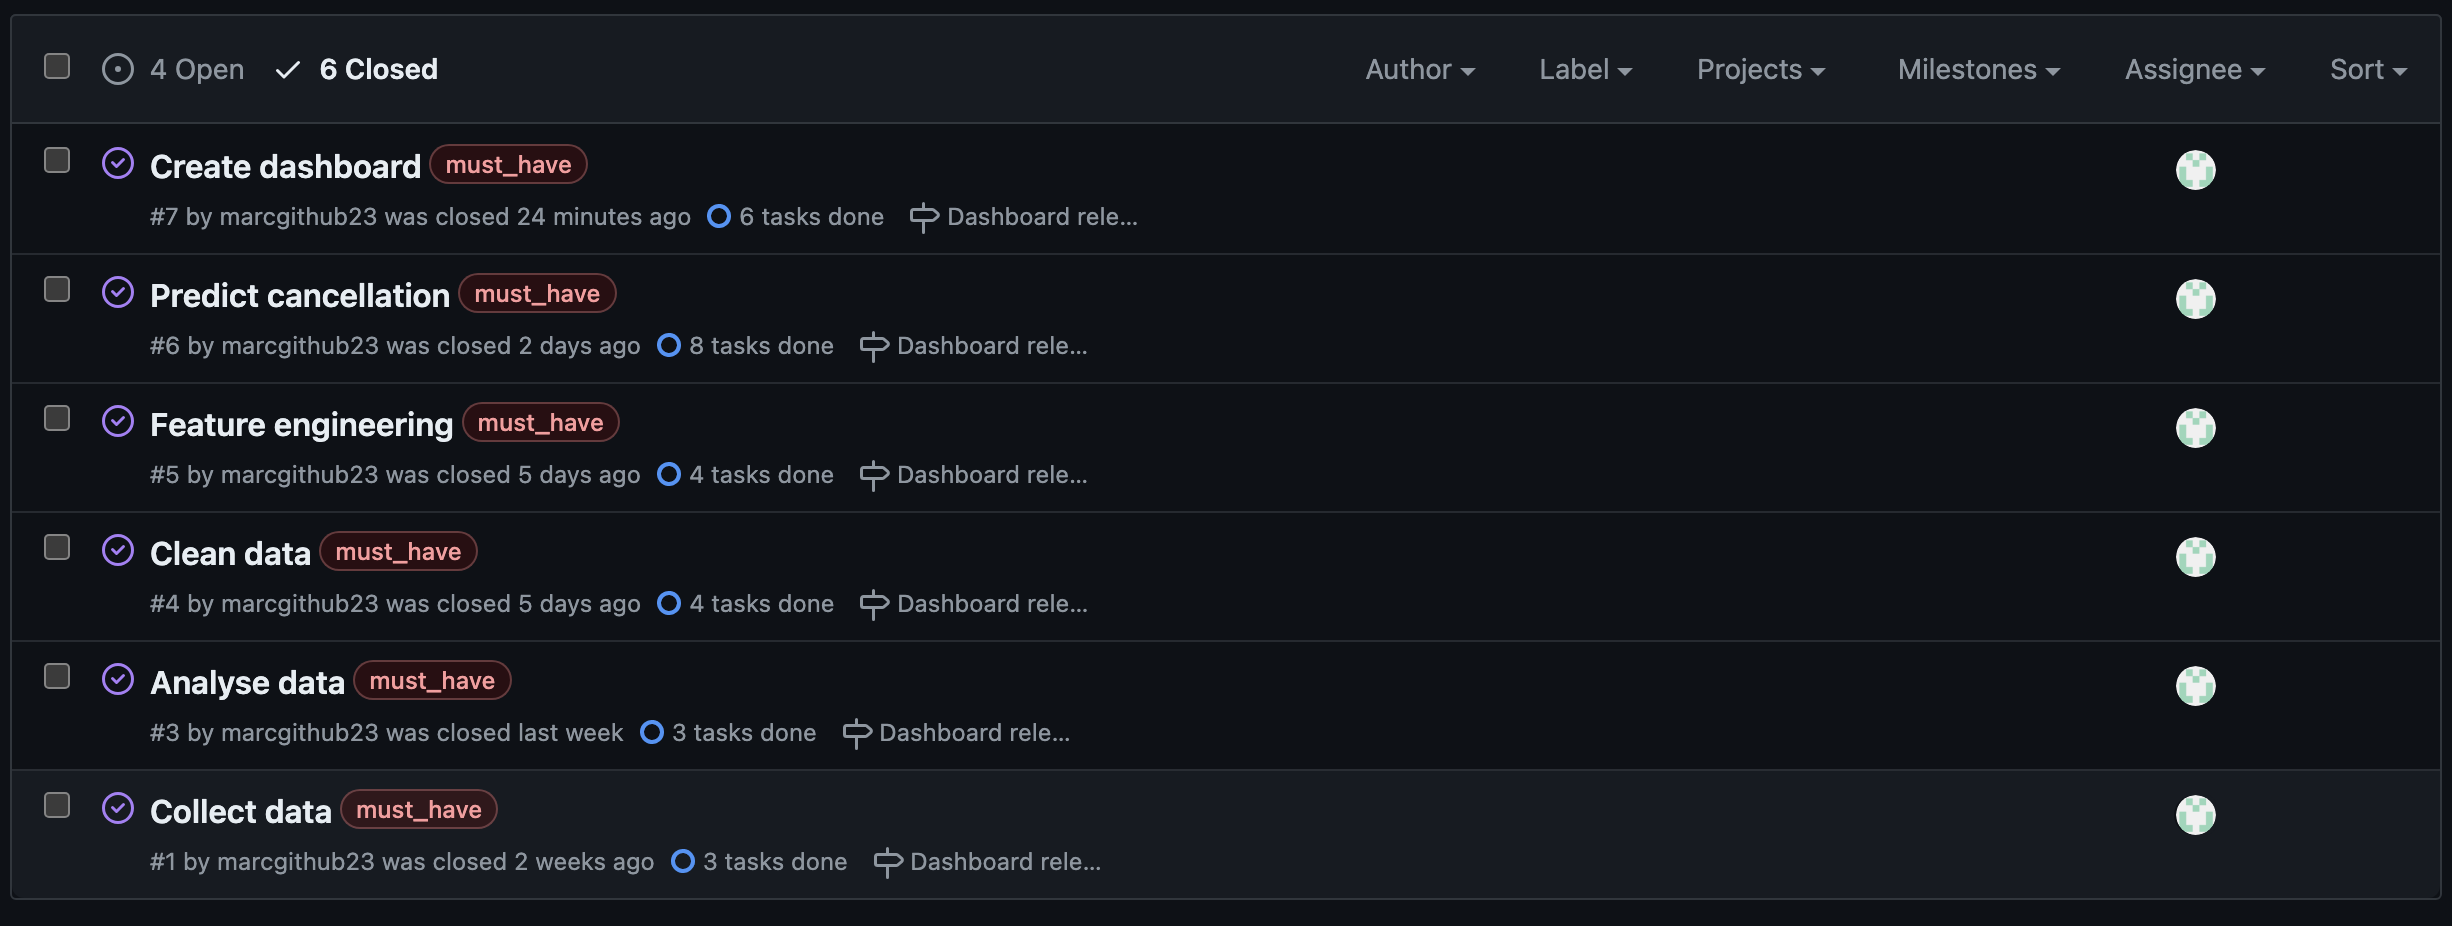 4 Open 6 Closed Author Label Projects Milestones Assignee Sort
Create dashboard must_have
#7 by marcgithub23 was closed 24 minutes ago 6 tasks done Dashboard rele...
Predict cancellation must_have
#6 by marcgithub23 was closed 2 days ago 8 tasks done Dashboard rele...
Feature engineering must_have
#5 by marcgithub23 was closed 5 days ago 4 tasks done Dashboard rele...
Clean data must_have
#4 by marcgithub23 was closed 5 days ago 4 tasks done Dashboard rele...
Analyse data must_have
#3 by marcgithub23 was closed last week 3 tasks done Dashboard rele...
Collect data must_have
#1 by marcgithub23 was closed 2 weeks ago 3 tasks done Dashboard rele...